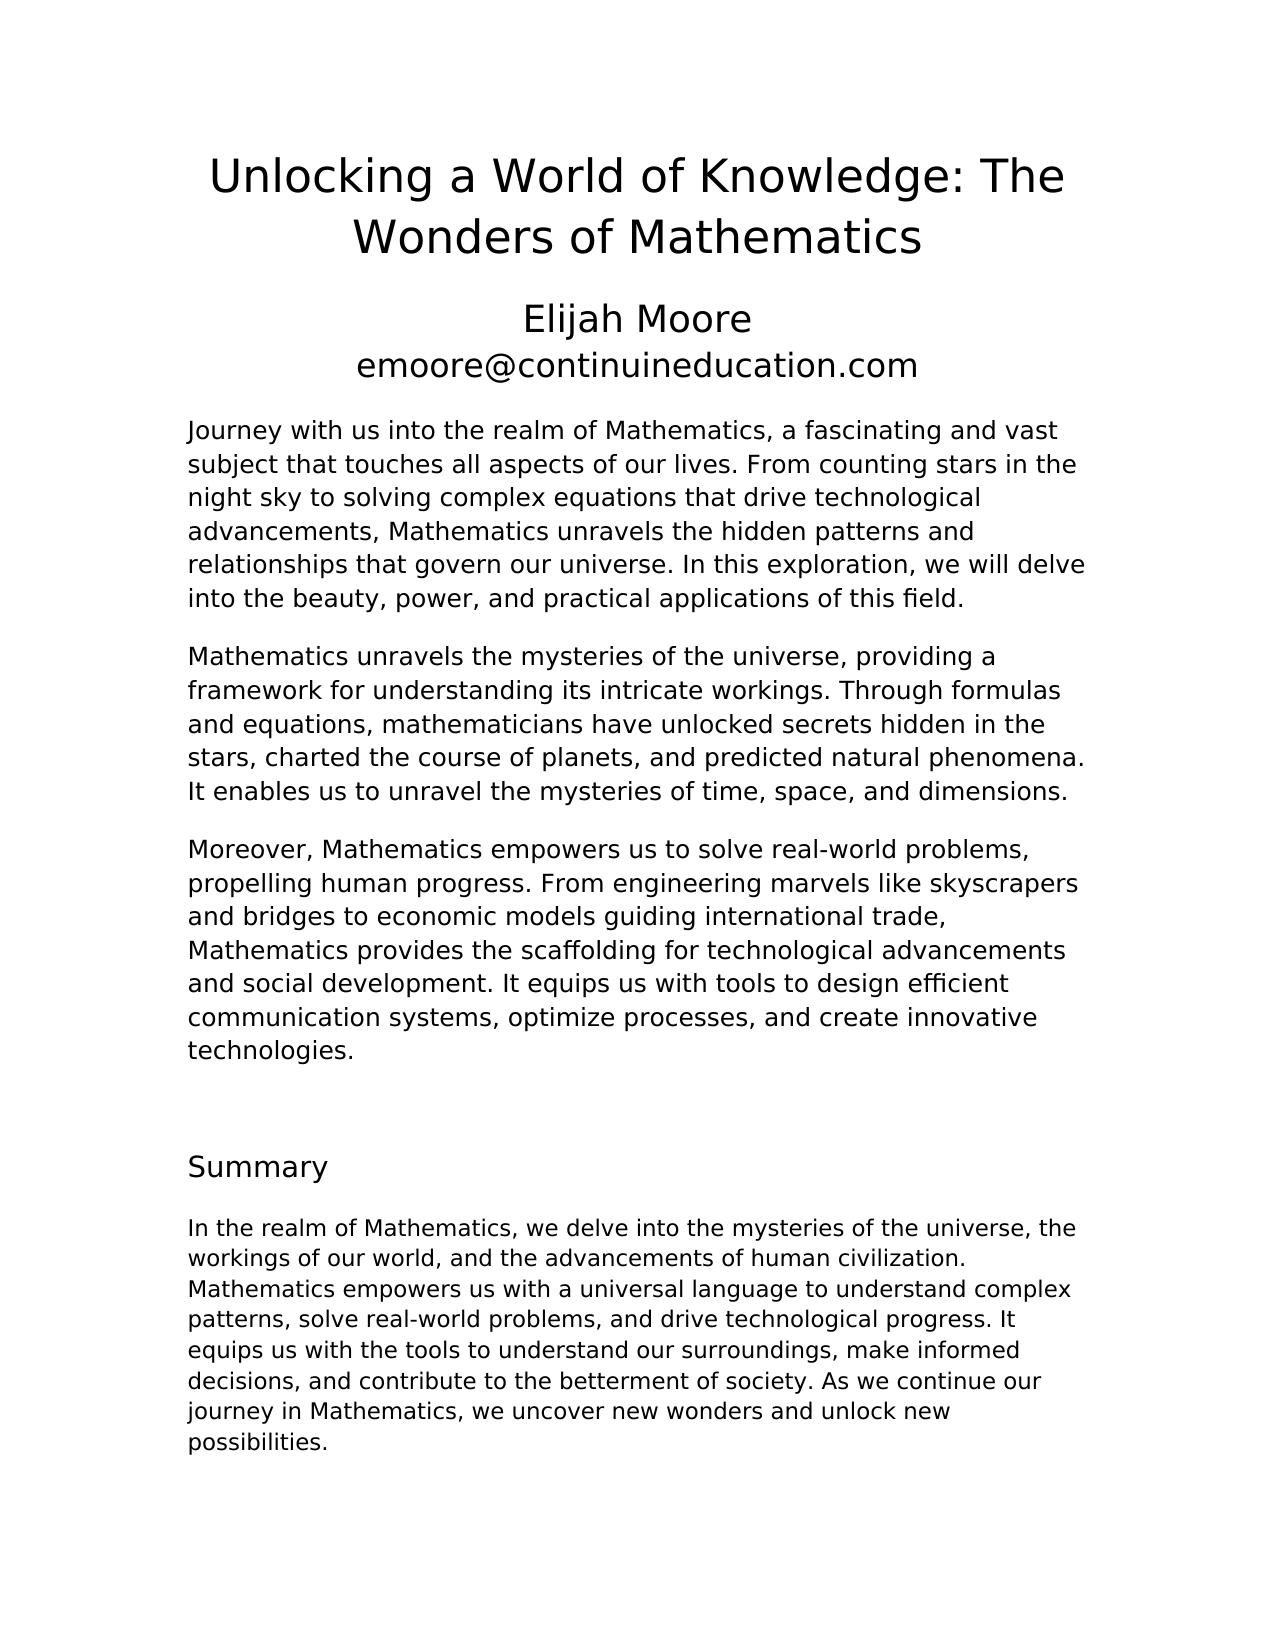 Unlocking a World of Knowledge: The
Wonders of Mathematics
Elijah Moore
emoore@continuineducation.com
Journey with us into the realm of Mathematics, a fascinating and vast
subject that touches all aspects of our lives. From counting stars in the
night sky to solving complex equations that drive technological
advancements, Mathematics unravels the hidden patterns and
relationships that govern our universe. In this exploration, we will delve
into the beauty, power, and practical applications of this field.
Mathematics unravels the mysteries of the universe, providing a
framework for understanding its intricate workings. Through formulas
and equations, mathematicians have unlocked secrets hidden in the
stars, charted the course of planets, and predicted natural phenomena.
It enables us to unravel the mysteries of time, space, and dimensions.
Moreover, Mathematics empowers us to solve real-world problems,
propelling human progress. From engineering marvels like skyscrapers
and bridges to economic models guiding international trade,
Mathematics provides the scaffolding for technological advancements
and social development. It equips us with tools to design efficient
communication systems, optimize processes, and create innovative
technologies.
Summary
In the realm of Mathematics, we delve into the mysteries of the universe, the
workings of our world, and the advancements of human civilization.
Mathematics empowers us with a universal language to understand complex
patterns, solve real-world problems, and drive technological progress. It
equips us with the tools to understand our surroundings, make informed
decisions, and contribute to the betterment of society. As we continue our
journey in Mathematics, we uncover new wonders and unlock new
possibilities.